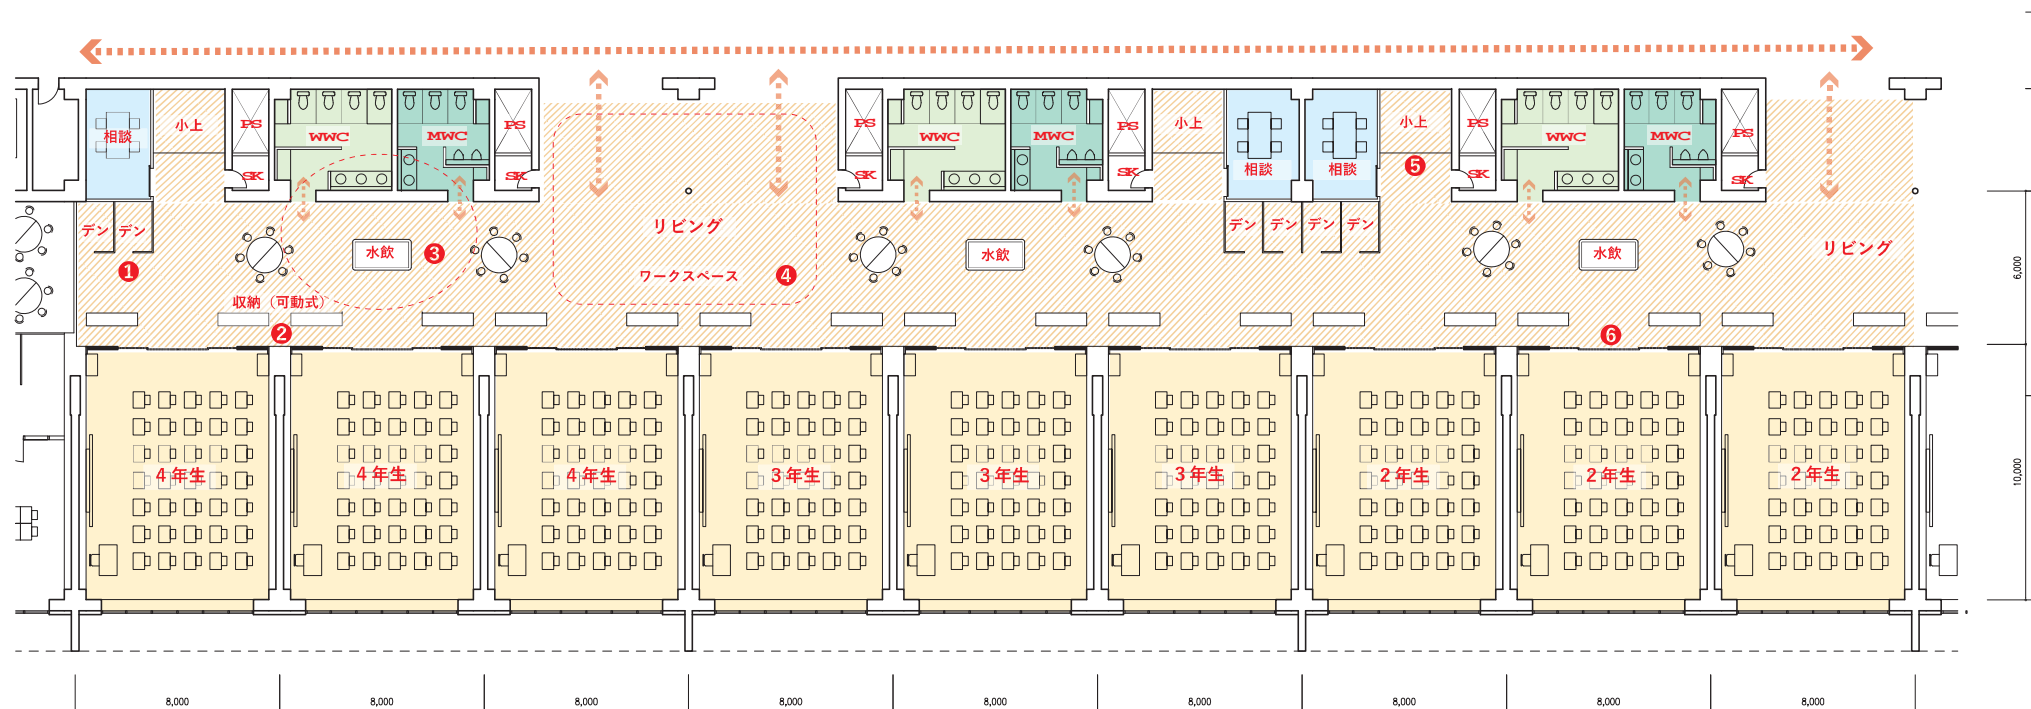 相談
小上
PS
WWC
MWC
PS
PS
WWC
MWC
PS
小上
相談
相談
小上
PS
WWC
MWC
PS
SK
SK
SK
SK
SK
SK
❺
デン
デン
水飲
❸
リビング
水飲
デン
デン
デン
デン
水飲
リビング
❶
ワークスペース
❹
収納（可動式）
❷
❻
6,000
4年生
4年生
4年生
3年生
3年生
3年生
2年生
2年生
2年生
10,000
8,000
8,000
8,000
8,000
8,000
8,000
8,000
8,000
8,000